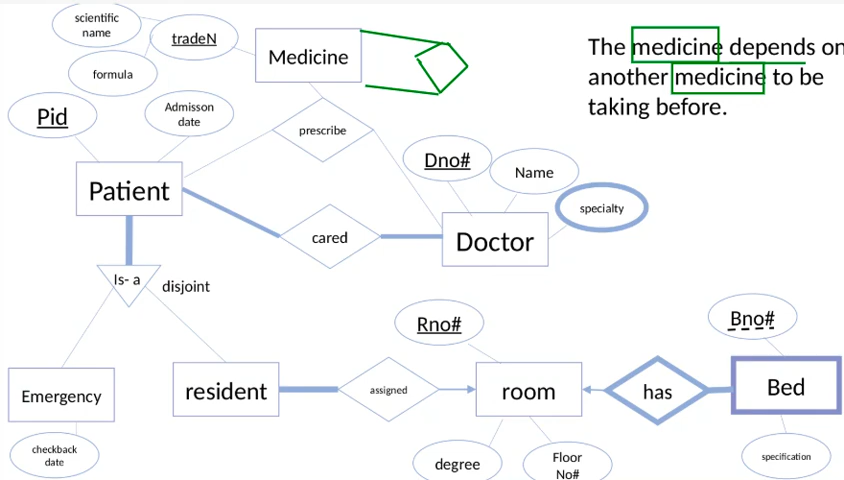 scientific
name
tradeN
formula
Medicine
The medicine depends on
another medicine to be
taking before.
Pid
Admisson
date
prescribe
Dno#
Name
specialty
Patient
cared
Doctor
Is- a
disjoint
Rno#
Bno#
Emergency
resident
assigned
room
has
Bed
checkback
date
degree
Floor
No#
specification